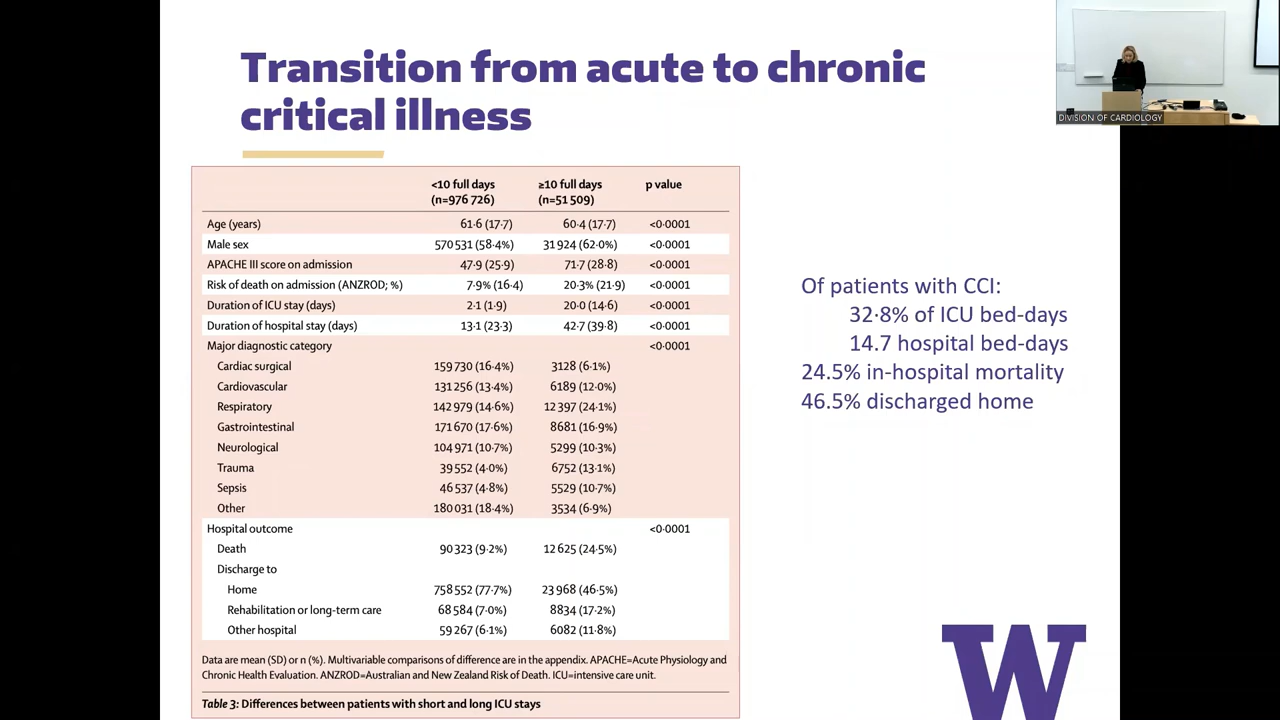 Transition from acute to chronic
critical illness
<10 full days ≥10 full days p value
(n=976 726) (n=51 509)
Age (years) 61·6 (17·7) 60·4 (17·7) <0·0001
Male sex 570 531 (58·4%) 31 924 (62·0%) <0·0001
APACHE III score on admission 47·9 (25·9) 71·7 (28·8) <0·0001
Risk of death on admission (ANZROD; %) 7·9% (16·4) 20·3% (21·9) <0·0001
Duration of ICU stay (days) 2·1 (1·9) 20·0 (14·6) <0·0001
Duration of hospital stay (days) 13·1 (23·3) 42·7 (39·8) <0·0001
Major diagnostic category <0·0001
Cardiac surgical 159 730 (16·4%) 3128 (6·1%)
Cardiovascular 131 256 (13·4%) 6189 (12·0%)
Respiratory 142 979 (14·6%) 12 397 (24·1%)
Gastrointestinal 171 670 (17·6%) 8681 (16·9%)
Neurological 104 971 (10·7%) 5299 (10·3%)
Trauma 39 552 (4·0%) 6752 (13·1%)
Sepsis 46 537 (4·8%) 5529 (10·7%)
Other 180 031 (18·4%) 3534 (6·9%)
Hospital outcome <0·0001
Death 90 323 (9·2%) 12 625 (24·5%)
Discharge to
Home 758 552 (77·7%) 23 968 (46·5%)
Rehabilitation or long-term care 68 584 (7·0%) 8834 (17·2%)
Other hospital 59 267 (6·1%) 6082 (11·8%)
Data are mean (SD) or n (%). Multivariable comparisons of difference are in the appendix. APACHE=Acute Physiology and
Chronic Health Evaluation. ANZROD=Australian and New Zealand Risk of Death. ICU=intensive care unit.
Table 3: Differences between patients with short and long ICU stays
Of patients with CCI:
32·8% of ICU bed-days
14.7 hospital bed-days
24.5% in-hospital mortality
46.5% discharged home
DIVISION OF CARDIOLOGY
W